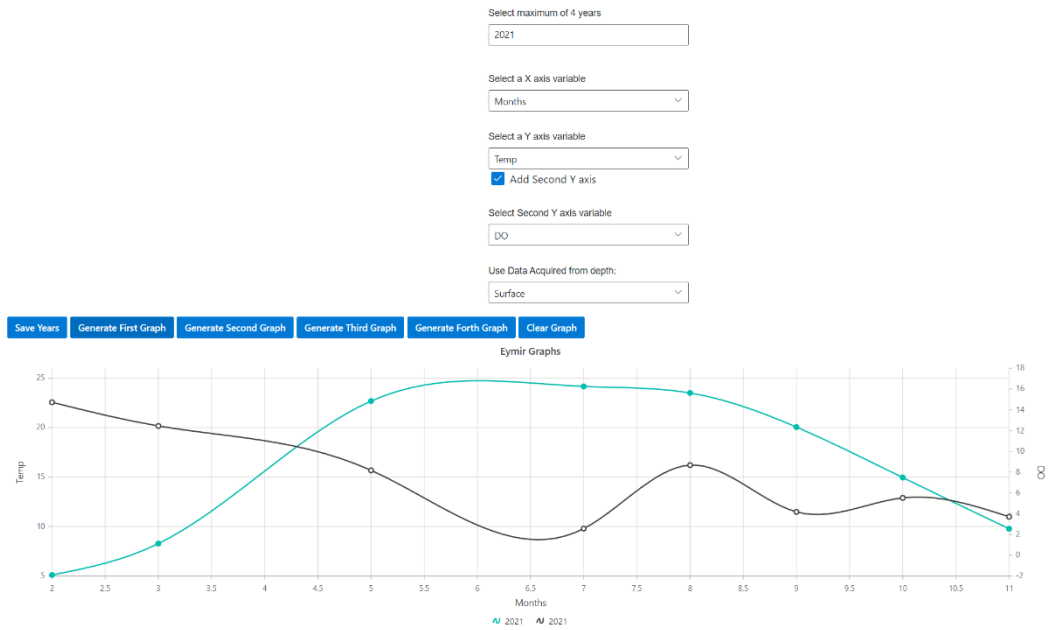 Select maximum of 4 years
2021
Select a X axis variable
Months
Select a Y axis variable
Temp
Add Second Y axis
Select Second Y axis variable
DO
Use Data Acquired from depth:
Surface
Save Years Generate First Graph Generate Second Graph Generate Third Graph Generate Forth Graph Clear Graph
Eymir Graphs
25
20
15
10
5
Temp
18
16
14
12
10
8
6
4
2
0
-2
DO
2 2.5 3 3.5 4 4.5 5 5.5 6 6.5 7 7.5 8 8.5 9 9.5 10 10.5 11
Months
2021 2021